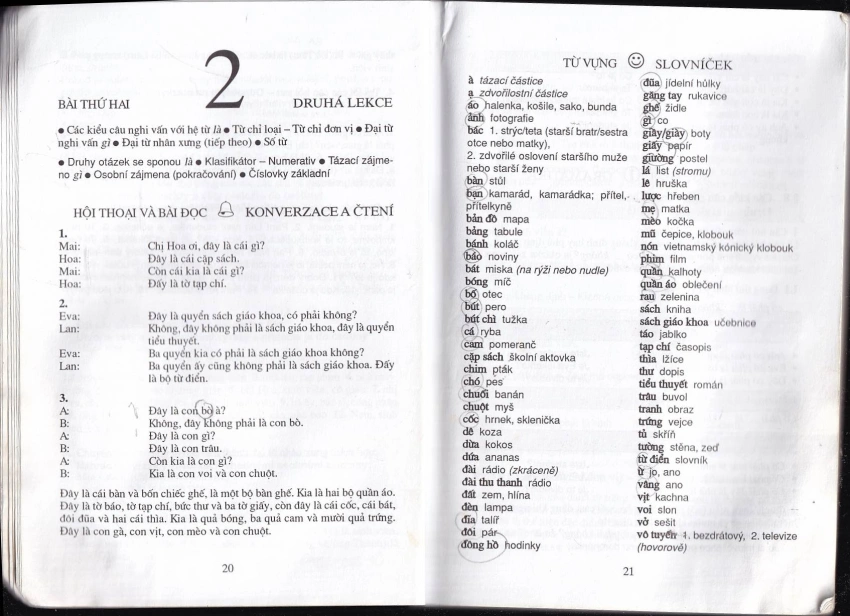 2
BÀI THỨ HAI DRUHÁ LEKCE
● Các kiểu câu nghi vấn với hệ từ là ● Từ chỉ loại – Từ chỉ đơn vị ● Đại từ
nghi vấn gì ● Đại từ nhân xưng (tiếp theo) ● Số từ
● Druhy otázek se sponou là ● Klasifikátor – Numerativ ● Tázací zájme-
no gì ● Osobní zájmena (pokračování) ● Číslovky základní
HỘI THOẠI VÀ BÀI ĐỌC KONVERZACE A ČTENÍ
1.
Mai: Chị Hoa ơi, đây là cái gì?
Hoa: Đây là cái cặp sách.
Mai: Còn cái kia là cái gì?
Hoa: Đấy là tờ tạp chí.
2.
Eva: Đây là quyển sách giáo khoa, có phải không?
Lan: Không, đây không phải là sách giáo khoa, đây là quyển
tiểu thuyết.
Eva: Ba quyển kia có phải là sách giáo khoa không?
Lan: Ba quyển ấy cũng không phải là sách giáo khoa. Đấy
là bộ từ điển.
3.
A: Đây là con bò à?
B: Không, đây không phải là con bò.
A: Đây là con gì?
B: Đây là con trâu.
A: Còn kia là con gì?
B: Kia là con voi và con chuột.
Đây là cái bàn và bốn chiếc ghế, là một bộ bàn ghế. Kia là hai bộ quần áo.
Đây là tờ báo, tờ tạp chí, bức thư và ba tờ giấy, còn đây là cái cốc, cái bát,
đôi đũa và hai cái thìa. Kia là quả bóng, ba quả cam và mười quả trứng.
Đây là con gà, con vịt, con mèo và con chuột.
20
TỪ VỰNG SLOVNÍČEK
à tázací částice
ạ zdvořilostní částice
áo halenka, košile, sako, bunda
ảnh fotografie
bác 1. strýc/teta (starší bratr/sestra
otce nebo matky),
2. zdvořilé oslovení staršího muže
nebo starší ženy
bàn stůl
bạn kamarád, kamarádka; přítel,
přítelkyně
bản đồ mapa
bảng tabule
bánh koláč
báo noviny
bát miska (na rýži nebo nudle)
bóng míč
bố otec
bút pero
bút chì tužka
cá ryba
cam pomeranč
cặp sách školní aktovka
chim pták
chó pes
chuối banán
chuột myš
cốc hrnek, sklenička
dê koza
dừa kokos
dứa ananas
đài rádio (zkráceně)
đài thu thanh rádio
đất zem, hlína
đèn lampa
đĩa talíř
đôi pár
đồng hồ hodinky
đũa jídelní hůlky
găng tay rukavice
ghế židle
gì co
giày/giầy boty
giấy papír
giường postel
lá list (stromu)
lê hruška
lược hřeben
mẹ matka
mèo kočka
mũ čepice, klobouk
nón vietnamský kónický klobouk
phim film
quần kalhoty
quần áo oblečení
rau zelenina
sách kniha
sách giáo khoa učebnice
táo jablko
tạp chí časopis
thìa lžíce
thư dopis
tiểu thuyết román
trâu buvol
tranh obraz
trứng vejce
tủ skříň
tường stěna, zeď
từ điển slovník
ừ jo, ano
vâng ano
vịt kachna
voi slon
vở sešit
vô tuyến 1. bezdrátový, 2. televize
(hovorově)
21